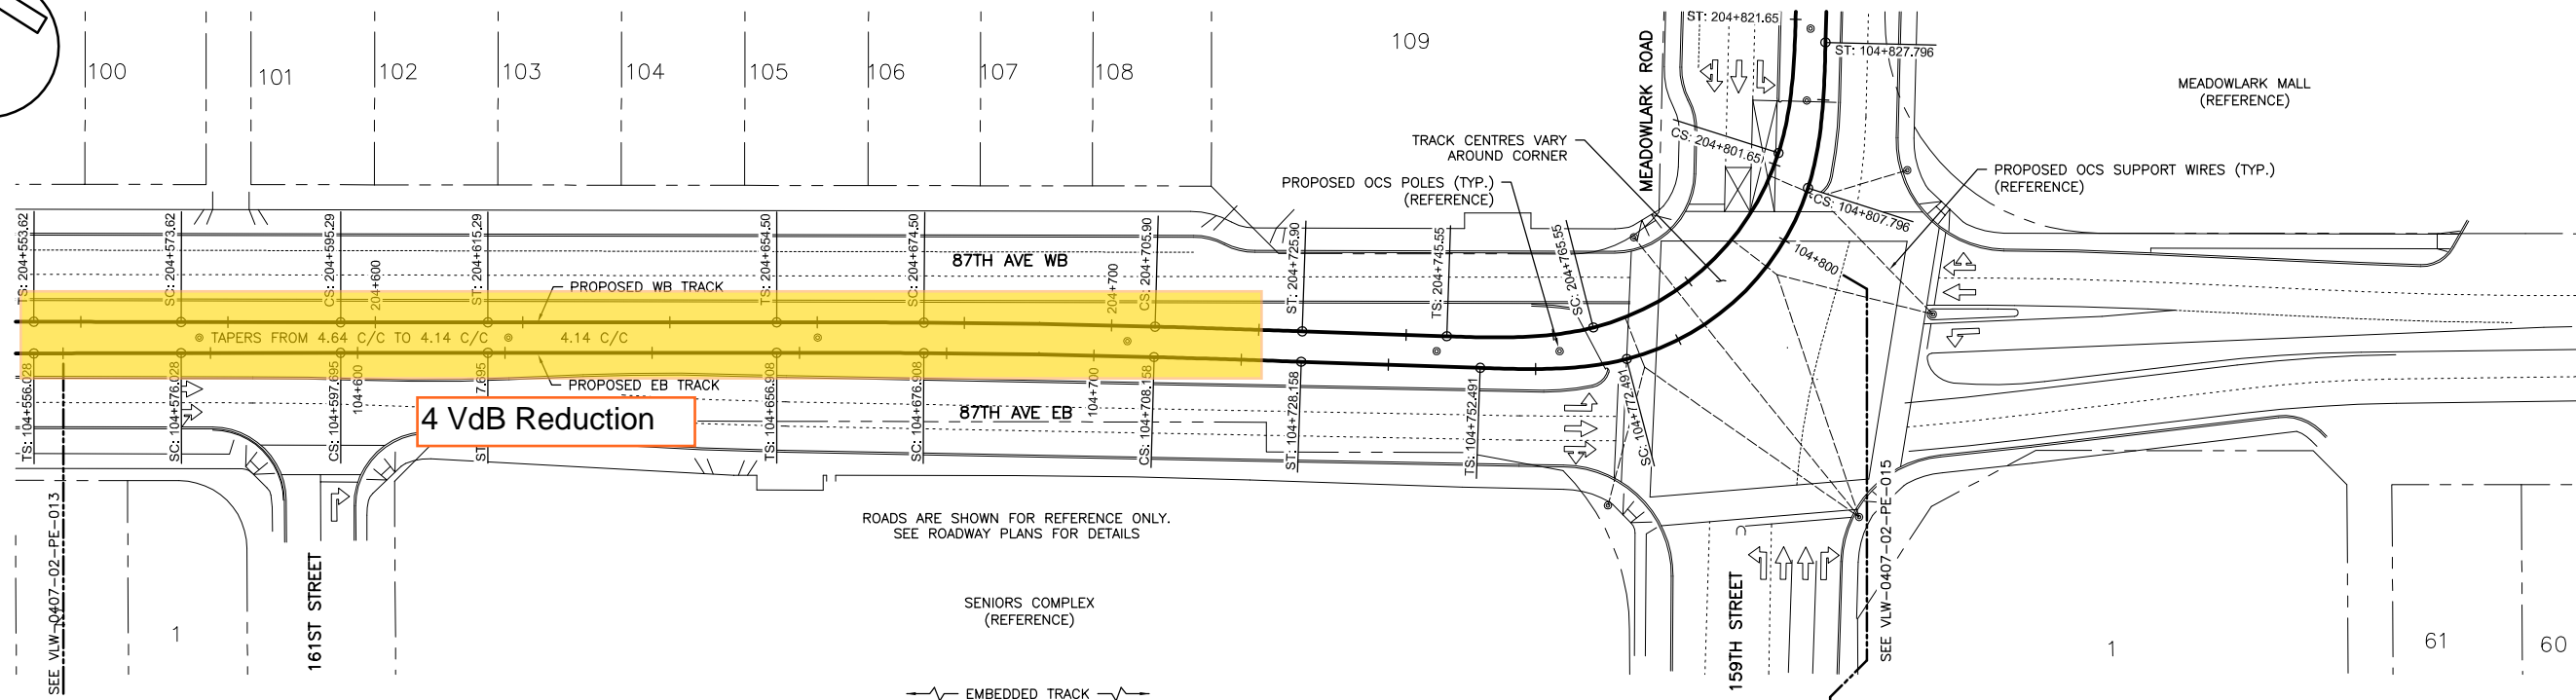 100
101
102
103
104
105
106
107
108
109
MEADOWLARK ROAD
ST: 204+821.65
ST: 104+827.796
MEADOWLARK MALL
(REFERENCE)
TRACK CENTRES VARY
AROUND CORNER
CS: 204+801.65
PROPOSED OCS POLES (TYP.)
(REFERENCE)
PROPOSED OCS SUPPORT WIRES (TYP.)
(REFERENCE)
CS: 104+807.796
104+800
TS: 204+553.62
SC: 204+573.62
CS: 204+595.29
204+600
ST: 204+615.29
TS: 204+654.50
SC: 204+674.50
204+700
CS: 204+705.90
ST: 204+725.90
TS: 204+745.55
SC: 204+765.55
87TH AVE WB
PROPOSED WB TRACK
TAPERS FROM 4.64 C/C TO 4.14 C/C
4.14 C/C
PROPOSED EB TRACK
87TH AVE EB
4 VdB Reduction
TS: 104+556.028
SC: 104+576.028
CS: 104+597.695
104+600
ST
7.695
TS: 104+656.908
SC: 104+676.908
104+700
CS: 104+708.158
ST: 104+728.158
TS: 104+752.491
SC: 104+772.491
SEE VLW-0407-02-PE-013
1
161ST STREET
ROADS ARE SHOWN FOR REFERENCE ONLY.
SEE ROADWAY PLANS FOR DETAILS
SENIORS COMPLEX
(REFERENCE)
159TH STREET
SEE VLW-0407-02-PE-015
1
61
60
EMBEDDED TRACK